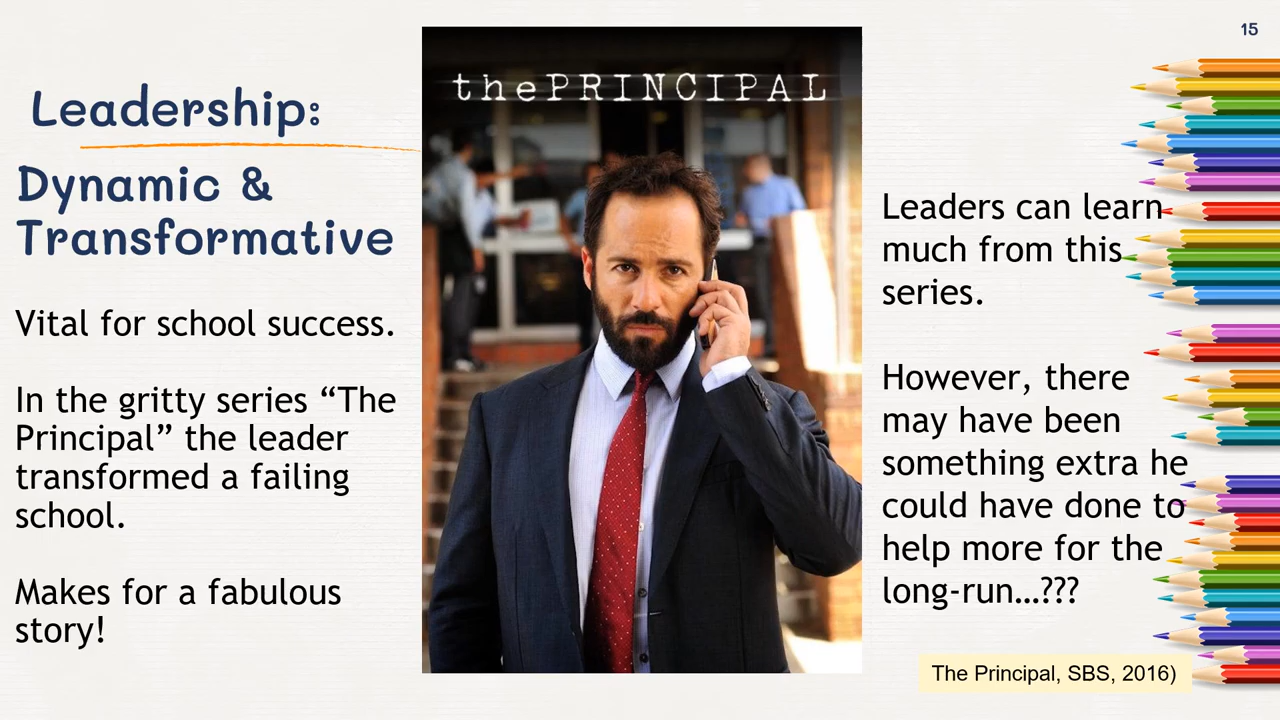 15
Leadership:
Dynamic &
Transformative
Vital for school success.
In the gritty series “The
Principal” the leader
transformed a failing
school.
Makes for a fabulous
story!
thePRINCIPAL
Leaders can learn
much from this
series.
However, there
may have been
something extra he
could have done to
help more for the
long-run…???
The Principal, SBS, 2016)